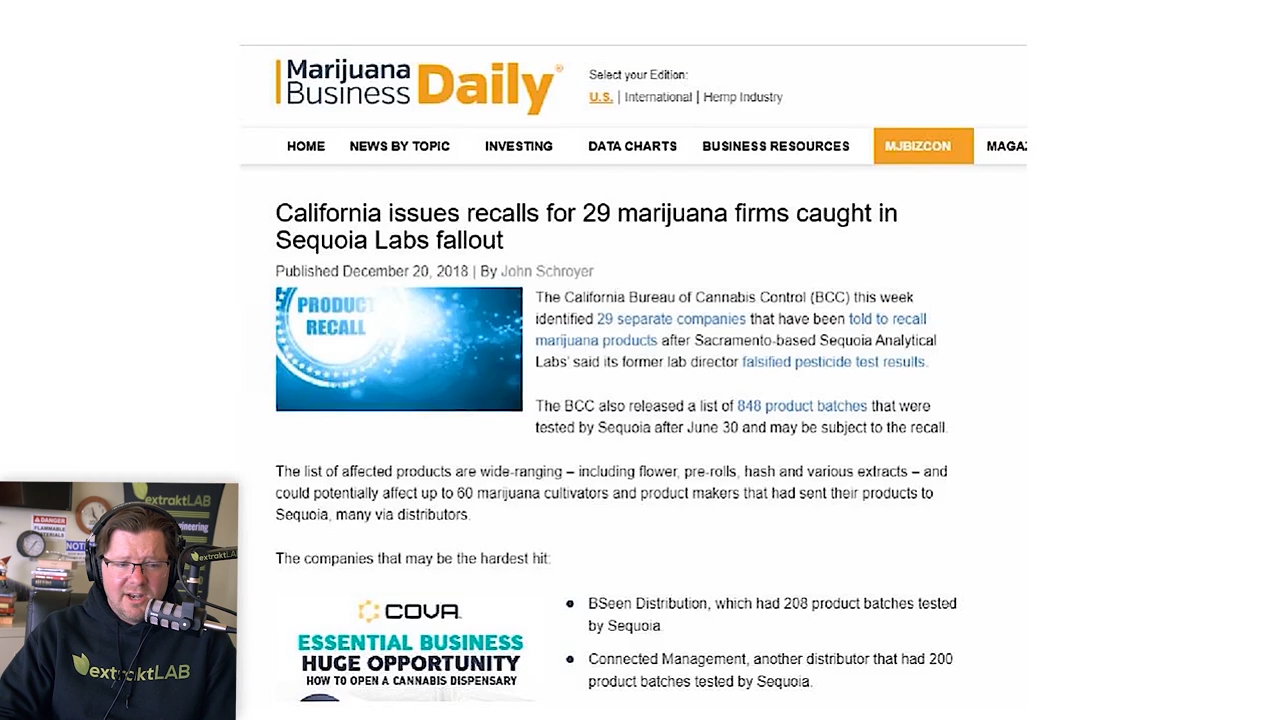 Marijuana
Business
Daily
Select your Edition:
U.S. | International | Hemp Industry
HOME NEWS BY TOPIC INVESTING DATA CHARTS BUSINESS RESOURCES MJBIZCON MAGAZ
California issues recalls for 29 marijuana firms caught in
Sequoia Labs fallout
Published December 20, 2018 | By John Schroyer
PRODUCT
RECALL
The California Bureau of Cannabis Control (BCC) this week
identified 29 separate companies that have been told to recall
marijuana products after Sacramento-based Sequoia Analytical
Labs' said its former lab director falsified pesticide test results.
The BCC also released a list of 848 product batches that were
tested by Sequoia after June 30 and may be subject to the recall.
The list of affected products are wide-ranging – including flower, pre-rolls, hash and various extracts – and
could potentially affect up to 60 marijuana cultivators and product makers that had sent their products to
Sequoia, many via distributors.
The companies that may be the hardest hit:
COVA
ESSENTIAL BUSINESS
HUGE OPPORTUNITY
HOW TO OPEN A CANNABIS DISPENSARY
BSeen Distribution, which had 208 product batches tested
by Sequoia.
Connected Management, another distributor that had 200
product batches tested by Sequoia.
extraktLAB
DANGER
FLAMMABLE
MATERIALS
extraktLAB
extraktLAB